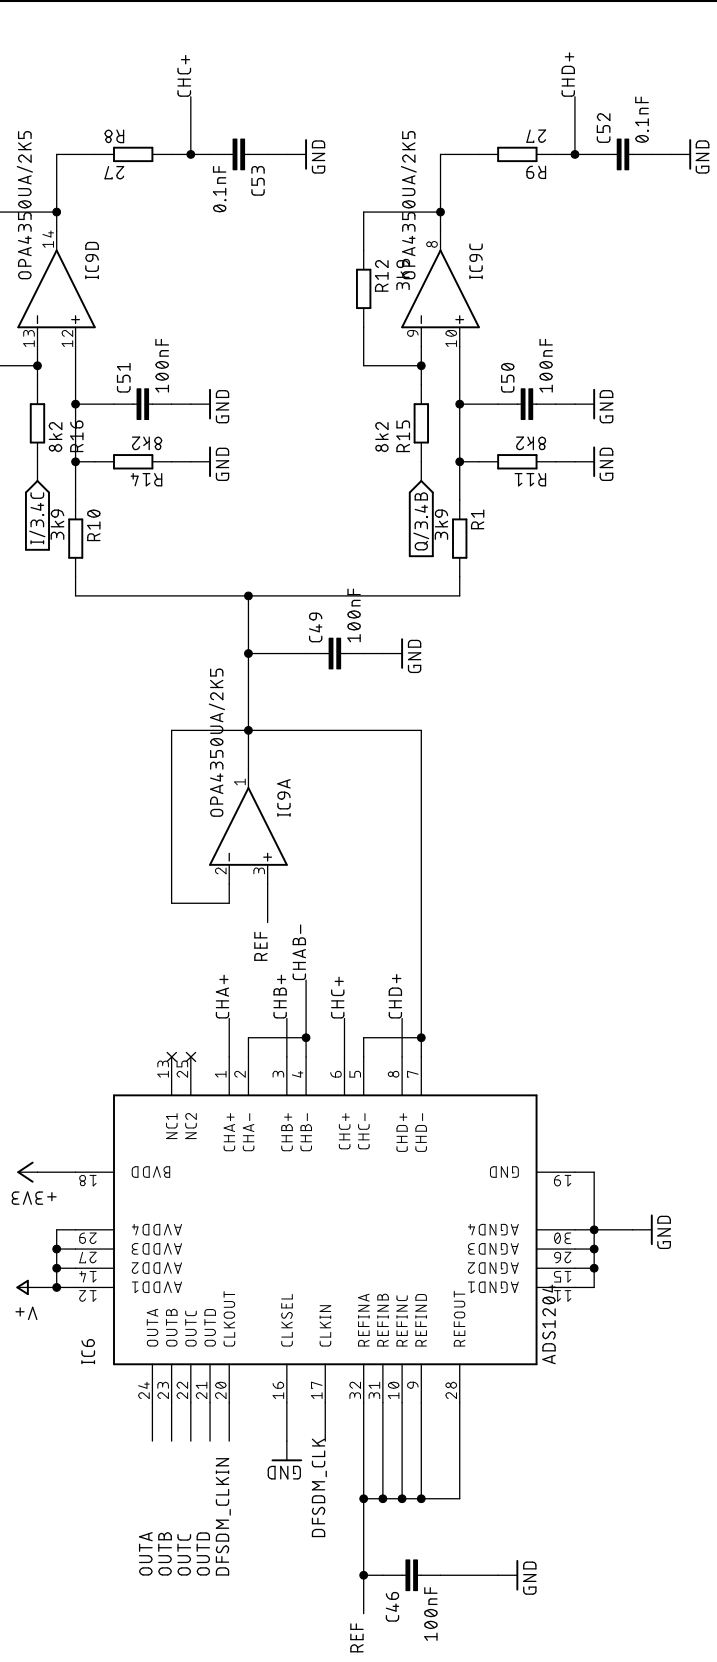 CHC+
CHD+
R8
27
OPA4350UA/2K5
14
IC9D
0.1nF
C53
GND
27
R9
OPA4350UA/2K5
8
IC9C
C52
0.1nF
GND
R12
3k9
13
-
12
+
9
-
10
+
C51
100nF
GND
C50
100nF
GND
8k2
R16
8k2
R14
GND
8k2
R15
8k2
R11
GND
I/3.4C
3k9
R10
Q/3.4B
3k9
R1
C49
100nF
GND
OPA4350UA/2K5
1
IC9A
2
-
3
+
REF
CHAB-
CHA+
CHB+
CHC+
CHD+
13
25
1
2
3
4
6
5
8
7
NC1
NC2
CHA+
CHA-
CHB+
CHB-
CHC+
CHC-
CHD+
CHD-
+3V3
18
BVDD
GND
19
29
AVDD4
AVDD3
27
AVDD2
14
AVDD1
12
V+
AGND4
30
AGND3
26
AGND2
15
AGND1
11
GND
IC6
OUTA
OUTB
OUTC
OUTD
CLKOUT
CLKSEL
CLKIN
REFINA
REFINB
REFINC
REFIND
REFOUT
ADS1204
24
23
22
21
20
16
17
32
31
10
9
28
GND
DFSDM_CLK
OUTA
OUTB
OUTC
OUTD
DFSDM_CLKIN
REF
C46
100nF
GND